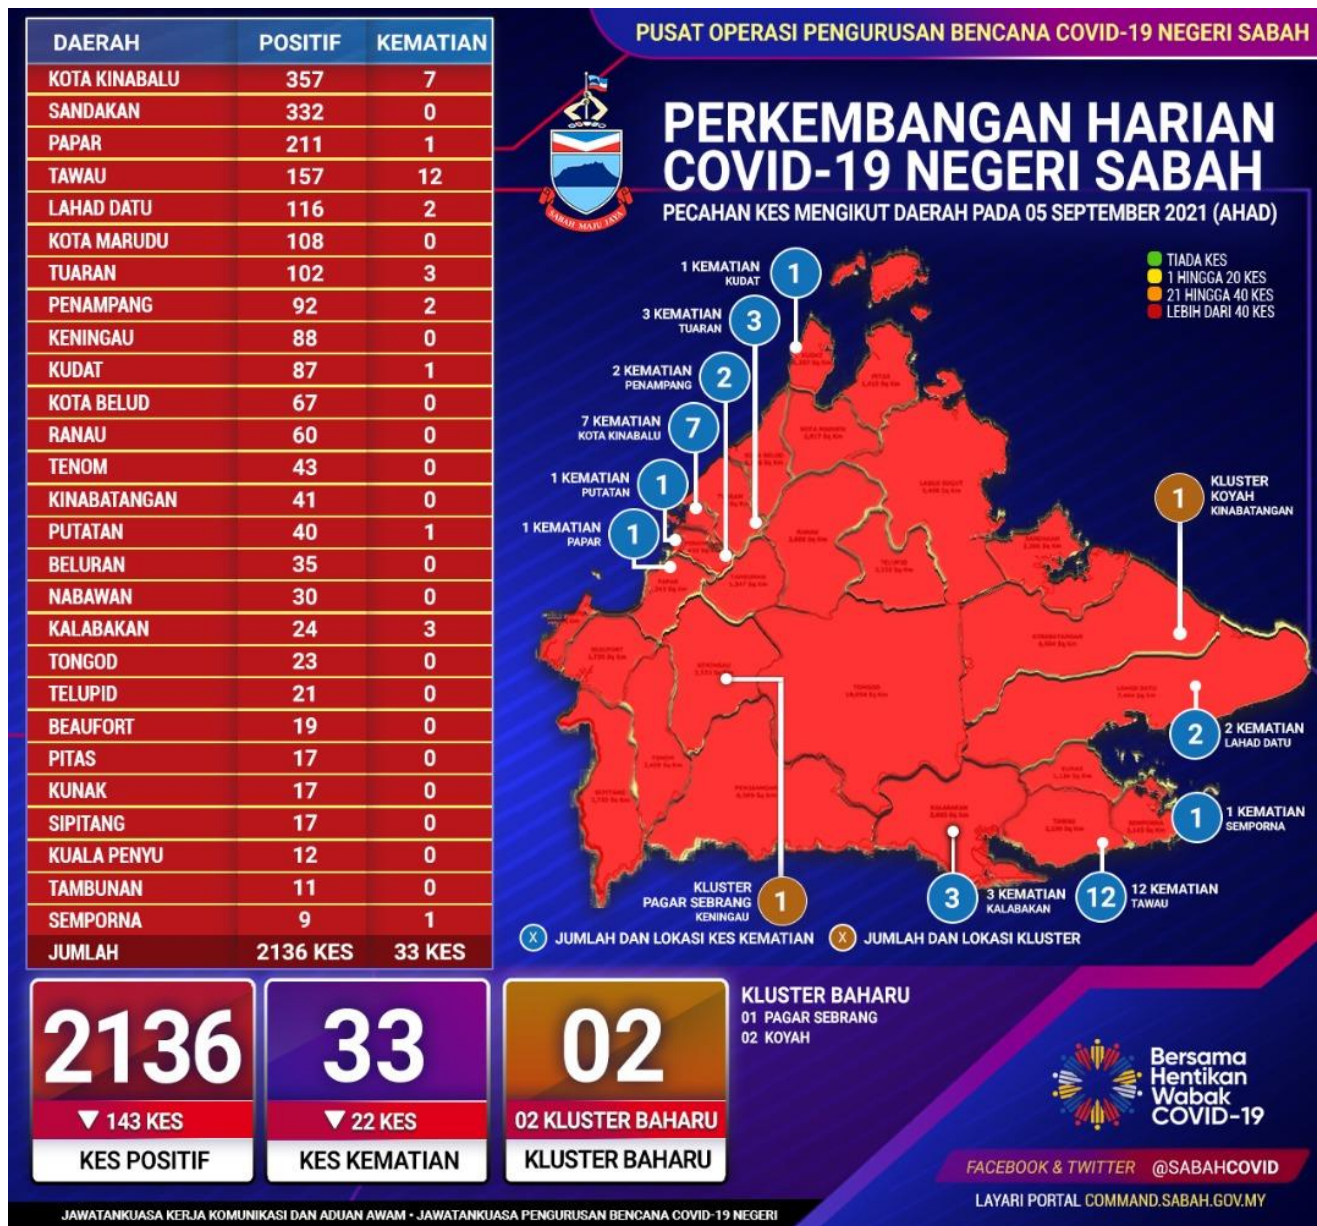 DAERAH POSITIF KEMATIAN
KOTA KINABALU 357 7
SANDAKAN 332 0
PAPAR 211 1
TAWAU 157 12
LAHAD DATU 116 2
KOTA MARUDU 108 0
TUARAN 102 3
PENAMPANG 92 2
KENINGAU 88 0
KUDAT 87 1
KOTA BELUD 67 0
RANAU 60 0
TENOM 43 0
KINABATANGAN 41 0
PUTATAN 40 1
BELURAN 35 0
NABAWAN 30 0
KALABAKAN 24 3
TONGOD 23 0
TELUPID 21 0
BEAUFORT 19 0
PITAS 17 0
KUNAK 17 0
SIPITANG 17 0
KUALA PENYU 12 0
TAMBUNAN 11 0
SEMPORNA 9 1
JUMLAH 2136 KES 33 KES
PUSAT OPERASI PENGURUSAN BENCANA COVID-19 NEGERI SABAH
SABAH MAJU JAYA
PERKEMBANGAN HARIAN
COVID-19 NEGERI SABAH
PECAHAN KES MENGIKUT DAERAH PADA 05 SEPTEMBER 2021 (AHAD)
TIADA KES
1 HINGGA 20 KES
21 HINGGA 40 KES
LEBIH DARI 40 KES
1 KEMATIAN
KUDAT
1
3 KEMATIAN
TUARAN
3
2 KEMATIAN
PENAMPANG
2
7 KEMATIAN
KOTA KINABALU
7
1 KEMATIAN
PUTATAN
1
1 KEMATIAN
PAPAR
1
1
KLUSTER
KOYAH
KINABATANGAN
2
2 KEMATIAN
LAHAD DATU
1
1 KEMATIAN
SEMPORNA
12
12 KEMATIAN
TAWAU
3
3 KEMATIAN
KALABAKAN
KLUSTER
PAGAR SEBRANG
KENINGAU
1
X JUMLAH DAN LOKASI KES KEMATIAN X JUMLAH DAN LOKASI KLUSTER
2136
▼ 143 KES
KES POSITIF
33
▼ 22 KES
KES KEMATIAN
02
02 KLUSTER BAHARU
KLUSTER BAHARU
KLUSTER BAHARU
01 PAGAR SEBRANG
02 KOYAH
Bersama
Hentikan
Wabak
COVID-19
FACEBOOK & TWITTER @SABAHCOVID
LAYARI PORTAL COMMAND.SABAH.GOV.MY
JAWATANKUASA KERJA KOMUNIKASI DAN ADUAN AWAM • JAWATANKUASA PENGURUSAN BENCANA COVID-19 NEGERI